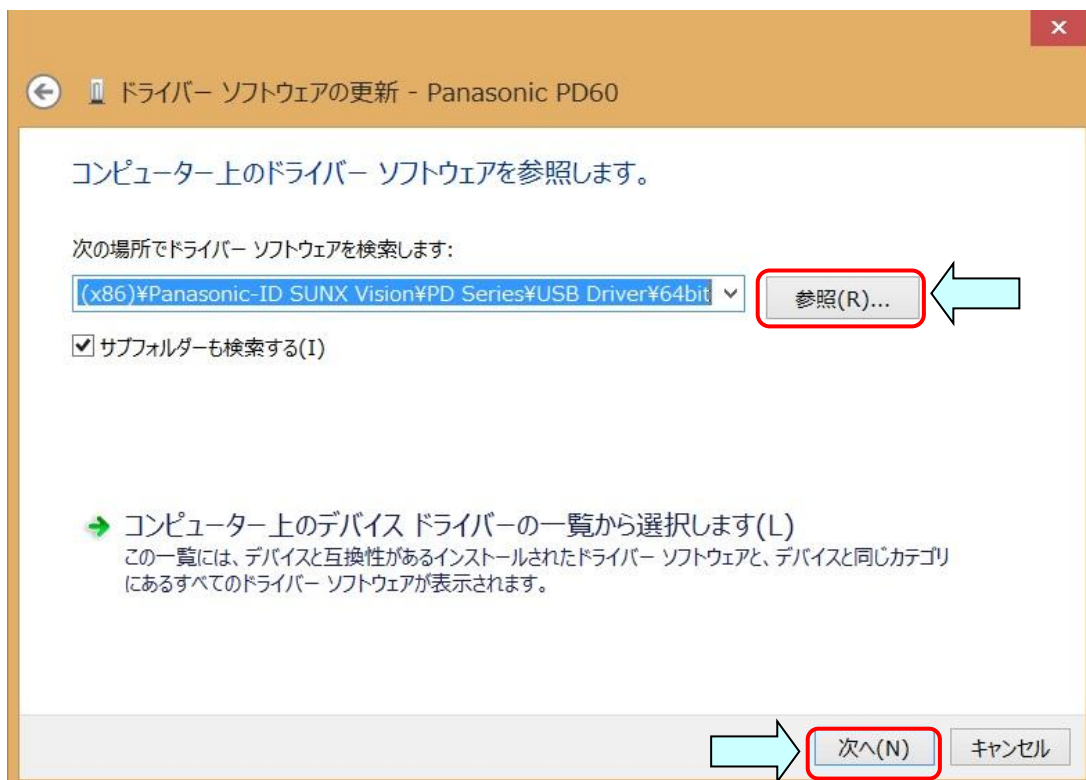 ドライバー ソフトウェアの更新 - Panasonic PD60
コンピューター上のドライバー ソフトウェアを参照します。
次の場所でドライバー ソフトウェアを検索します:
(x86)¥Panasonic-ID SUNX Vision¥PD Series¥USB Driver¥64bit
参照(R)...
サブフォルダーも検索する(I)
コンピューター上のデバイス ドライバーの一覧から選択します(L)
この一覧には、デバイスと互換性があるインストールされたドライバー ソフトウェアと、デバイスと同じカテゴリ
にあるすべてのドライバー ソフトウェアが表示されます。
次へ(N)
キャンセル